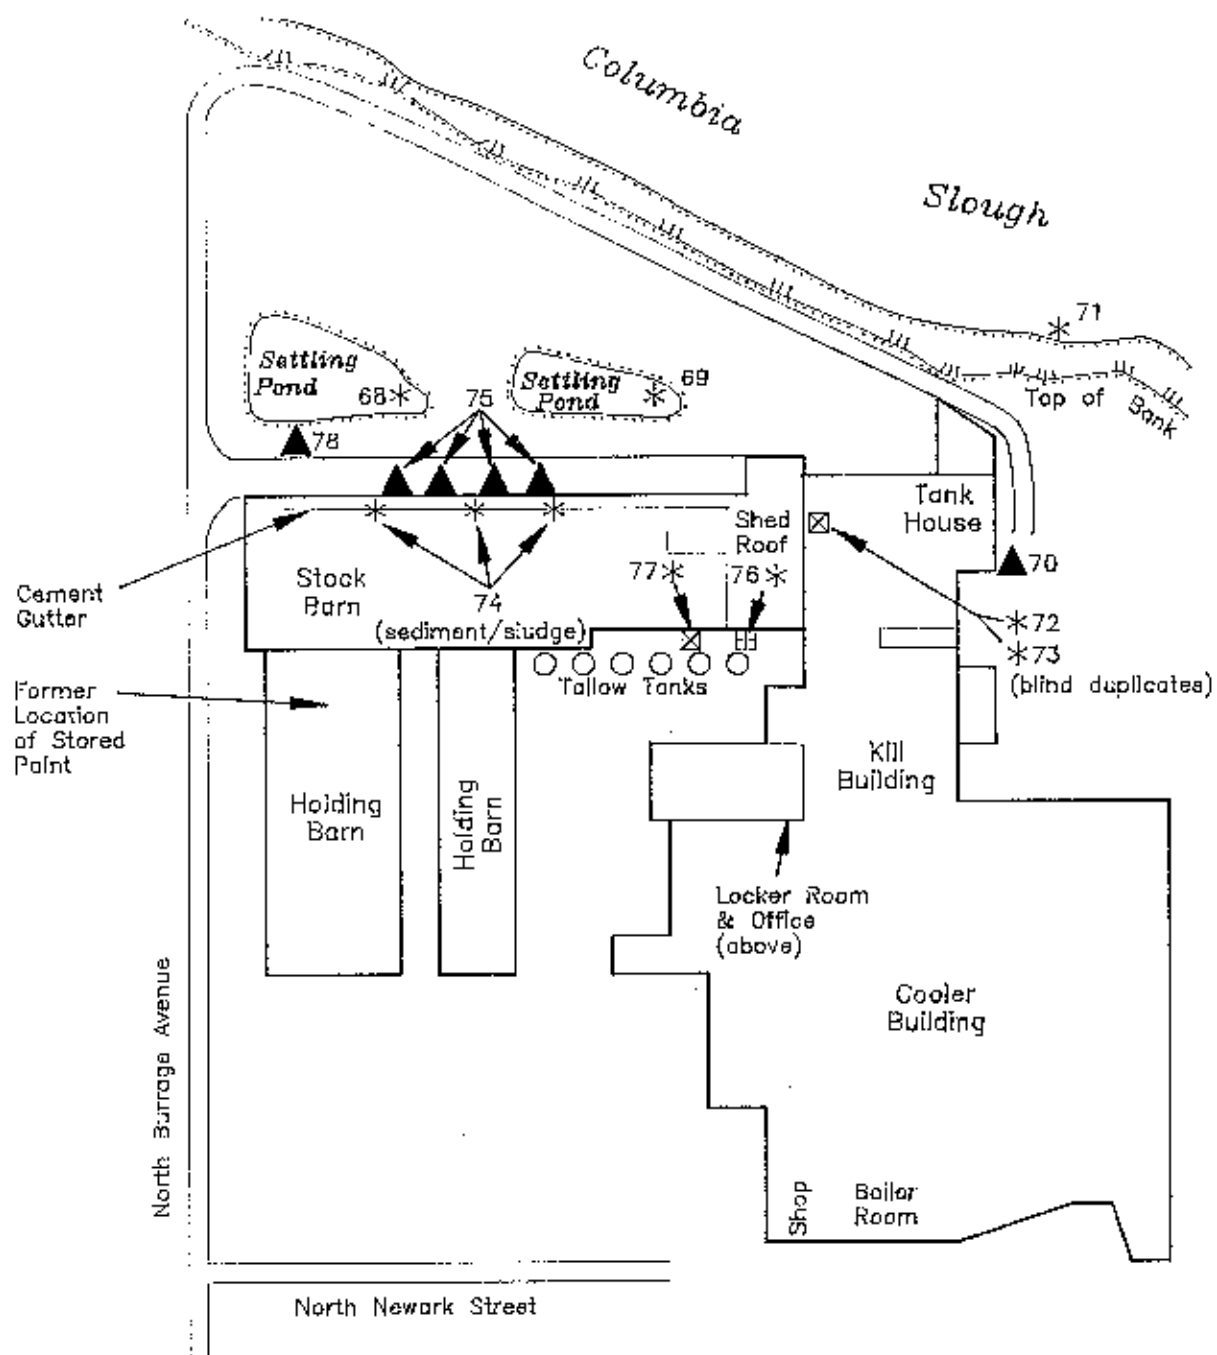 Columbia
Slough
71
Top of
Bank
Settling
Pond
68
Settling
Pond
69
75
78
Tank
House
Shed
Roof
70
Cement
Gutter
Stock
Barn
74
(sediment/sludge)
77
76
72
73
(blind duplicates)
Tallow Tanks
Former
Location
of Stored
Paint
Kill
Building
Holding
Barn
Holding
Barn
Locker Room
& Office
(above)
Cooler
Building
North Burrage Avenue
Shop
Boiler
Room
North Newark Street